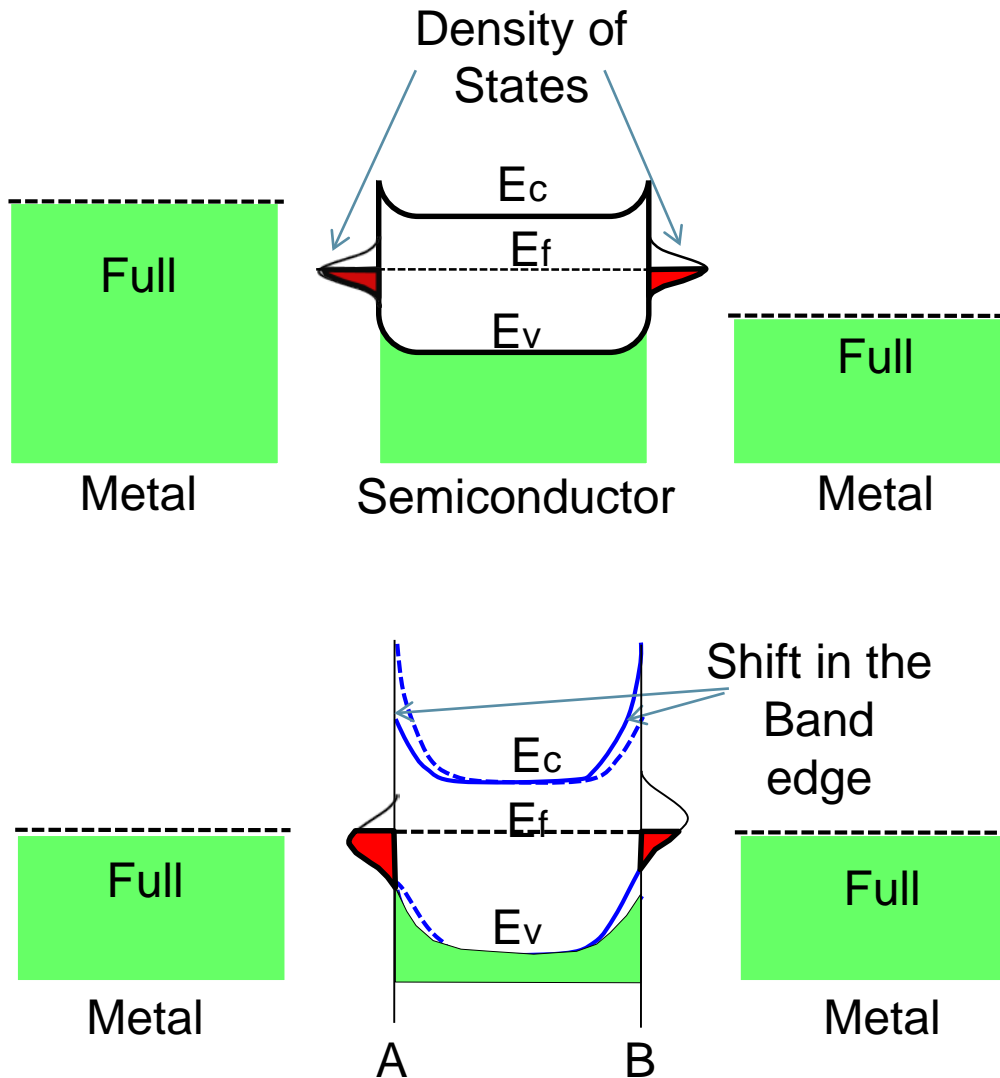 Density of
States
Ec
Ef
Full
Ev
Full
Metal
Semiconductor
Metal
Shift in the
Band
edge
Ec
Ef
Full
Full
Ev
Metal
Metal
A
B